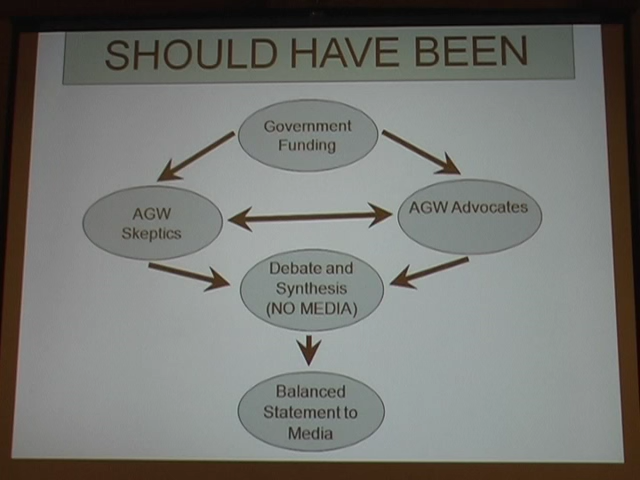 SHOULD HAVE BEEN
Government
Funding
AGW
Skeptics
AGW Advocates
Debate and
Synthesis
(NO MEDIA)
Balanced
Statement to
Media